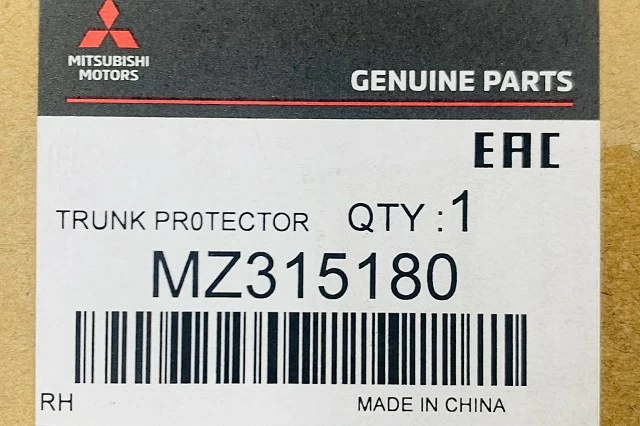 MITSUBISHI
MOTORS
GENUINE PARTS
EAC
TRUNK PR0TECTOR QTY : 1
MZ315180
RH MADE IN CHINA